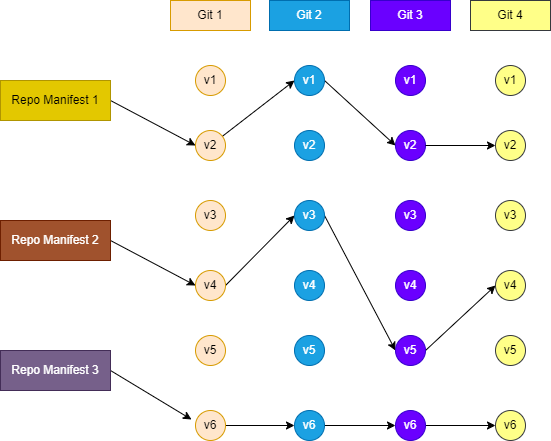 Git 1
Git 2
Git 3
Git 4
v1
v1
v1
v1
Repo Manifest 1
v2
v2
v2
v2
v3
v3
v3
v3
Repo Manifest 2
v4
v4
v4
v4
v5
v5
v5
v5
Repo Manifest 3
v6
v6
v6
v6